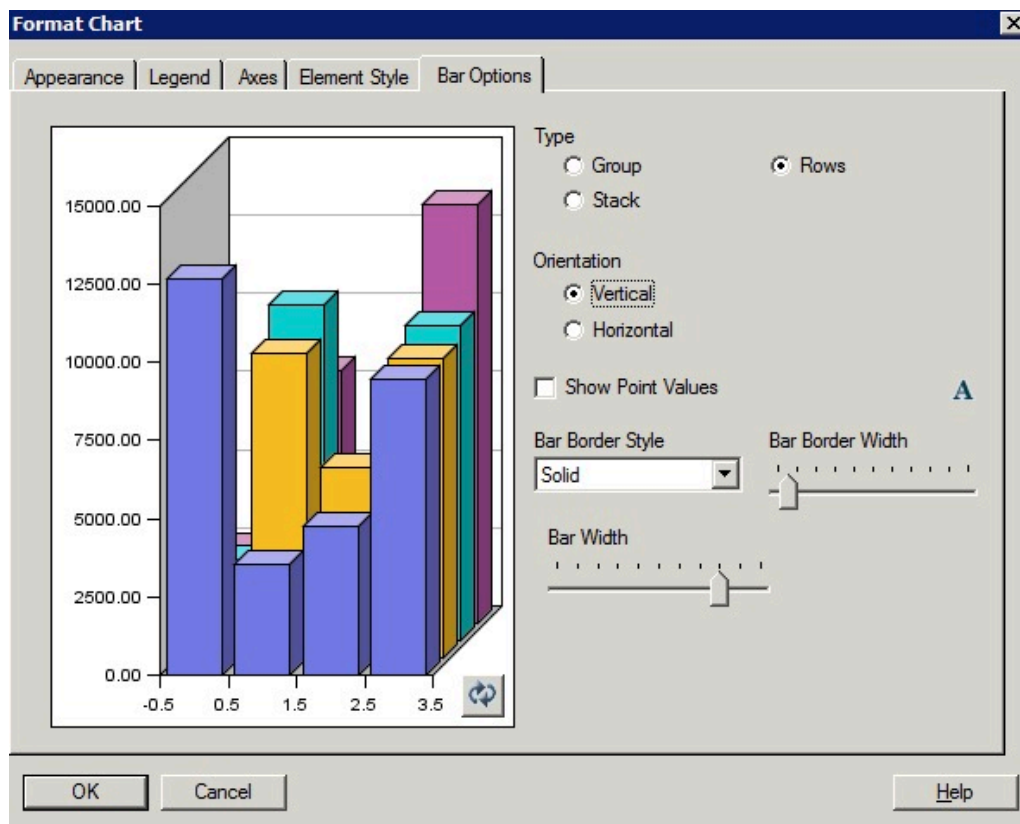 Format Chart
Appearance Legend Axes Element Style Bar Options
Type
Group Rows
Stack
Orientation
Vertical
Horizontal
Show Point Values A
Bar Border Style Bar Border Width
Solid
Bar Width
15000.00
12500.00
10000.00
7500.00
5000.00
2500.00
0.00
-0.5 0.5 1.5 2.5 3.5
OK Cancel Help